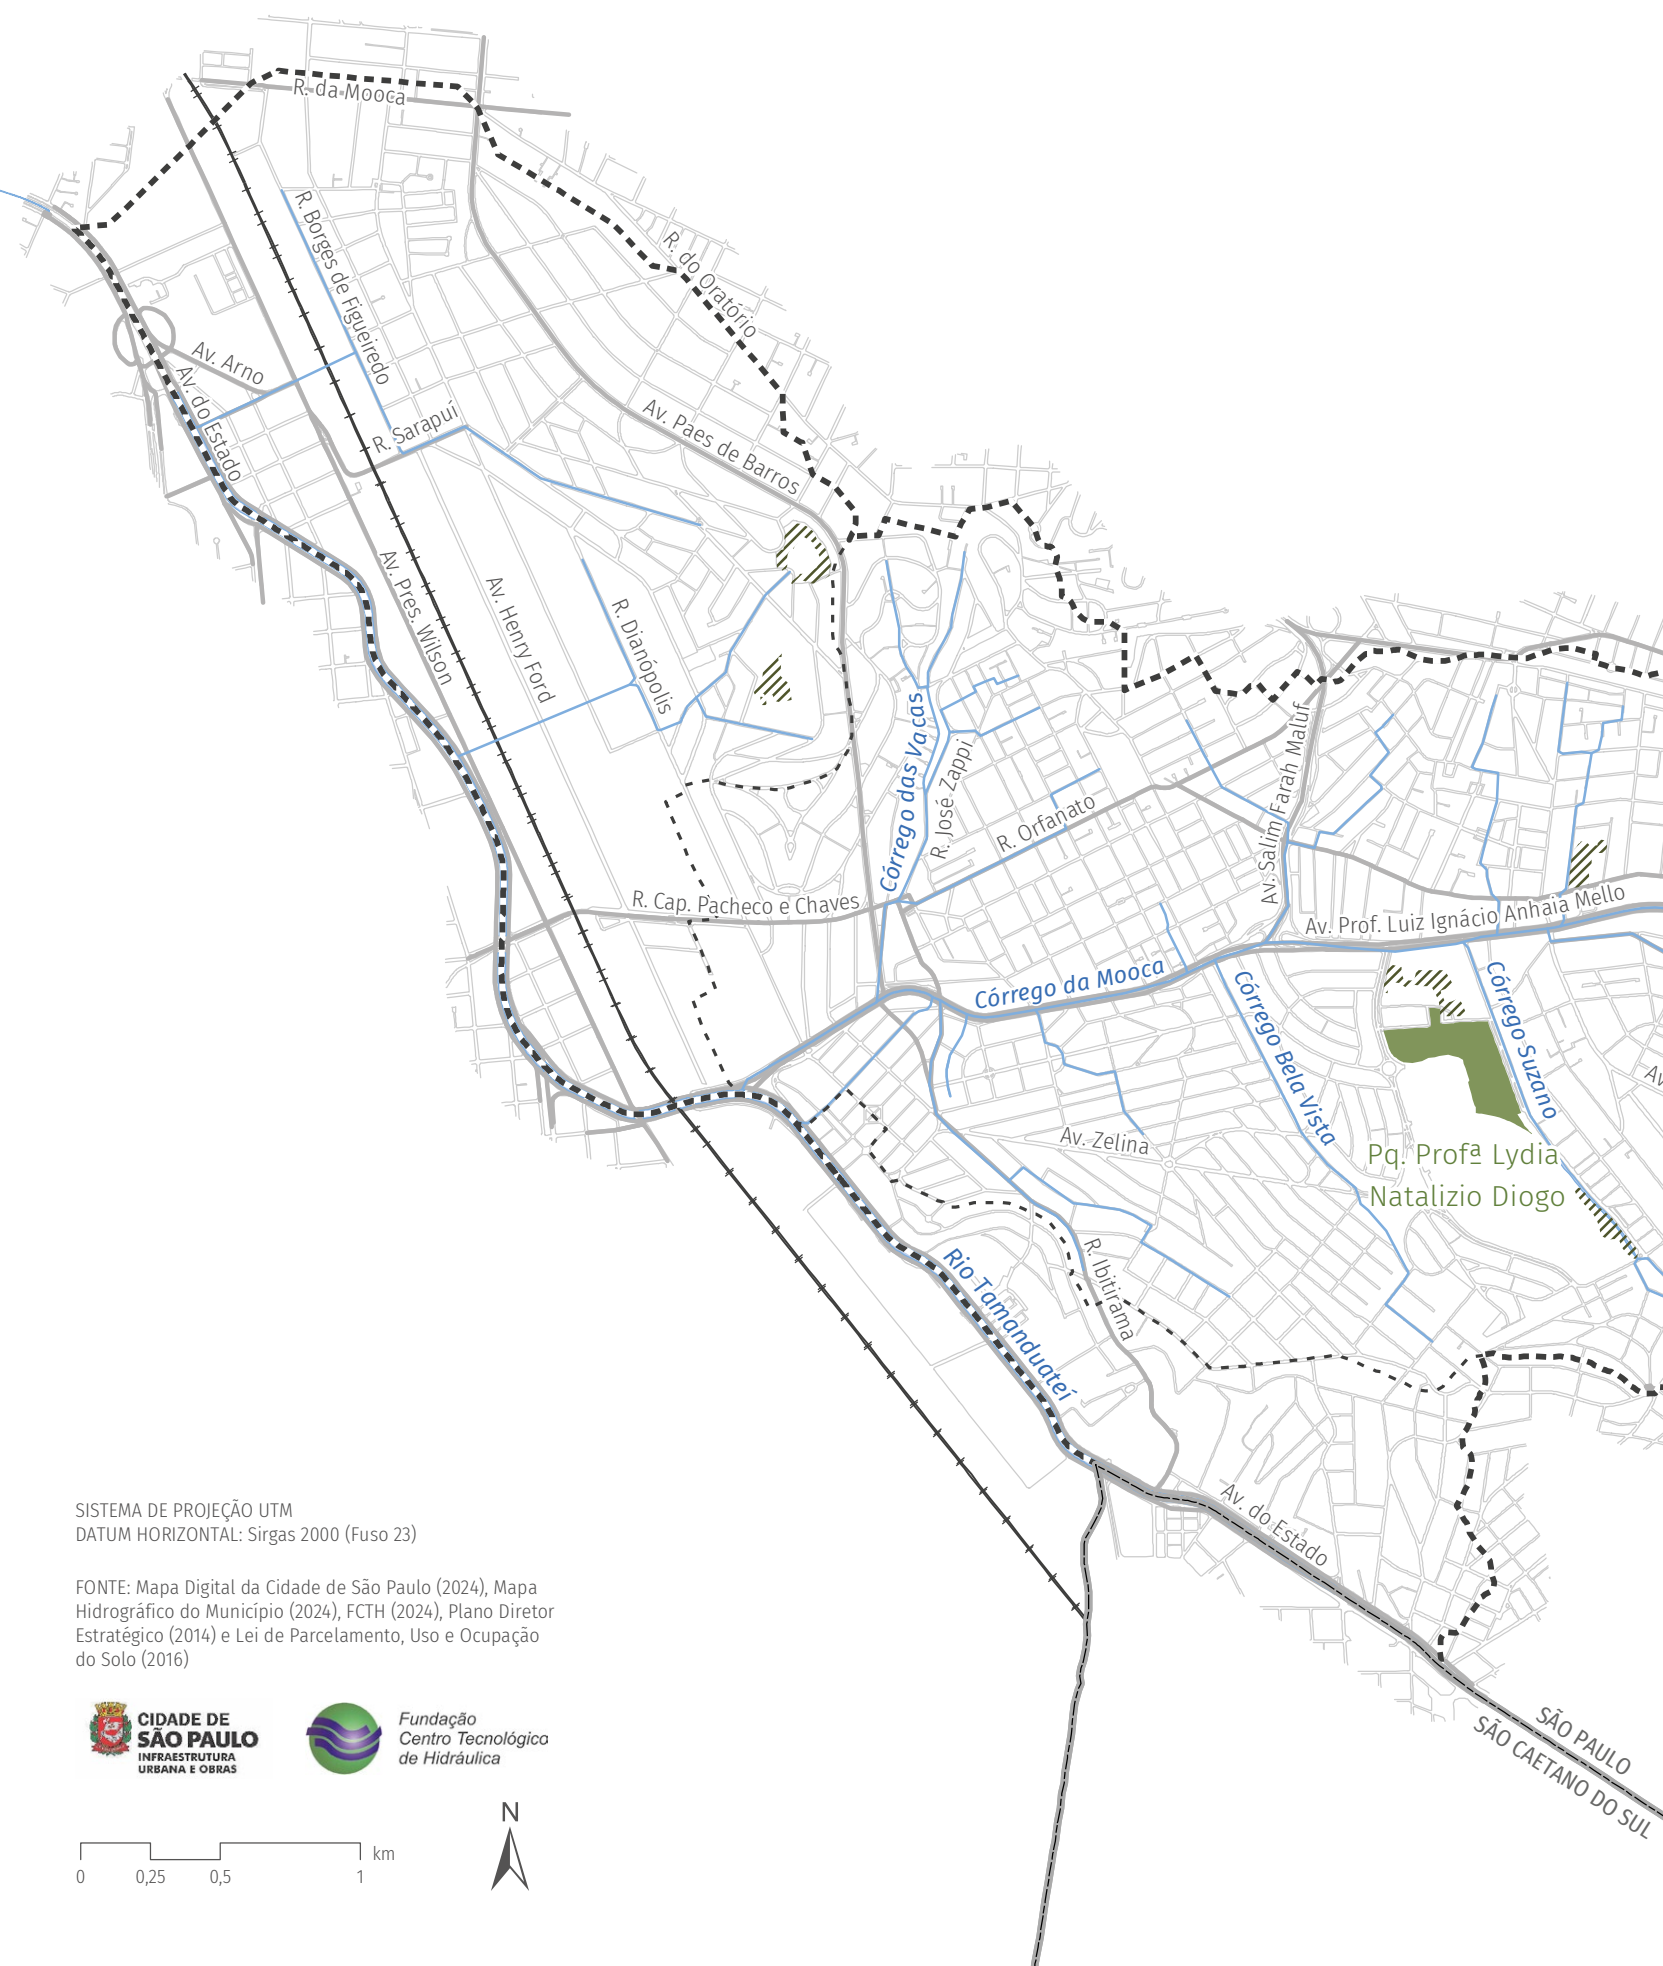 R. da Mooca
R. Borges de Figueiredo
R. do Oratório
Av. Arno
Av. do Estado
R. Sarapuí
Av. Paes de Barros
Av. Pres. Wilson
Av. Henry Ford
R. Dianópolis
Córrego das Vacas
R. José Zappi
R. Orfanato
Av. Salim Farah Maluf
R. Cap. Pacheco e Chaves
Av. Prof. Luiz Ignácio Anhaia Mello
Córrego da Mooca
Córrego Bela Vista
Córrego Suzano
Av
Av. Zelina
Pq. Profª Lydia
Natalizio Diogo
R. Ibitirama
Rio Tamanduateí
Av. do Estado
SÃO PAULO
SÃO CAETANO DO SUL
SISTEMA DE PROJEÇÃO UTM
DATUM HORIZONTAL: Sirgas 2000 (Fuso 23)
FONTE: Mapa Digital da Cidade de São Paulo (2024), Mapa
Hidrográfico do Município (2024), FCTH (2024), Plano Diretor
Estratégico (2014) e Lei de Parcelamento, Uso e Ocupação
do Solo (2016)
CIDADE DE
SÃO PAULO
INFRAESTRUTURA
URBANA E OBRAS
Fundação
Centro Tecnológico
de Hidráulica
N
km
0 0,25 0,5 1